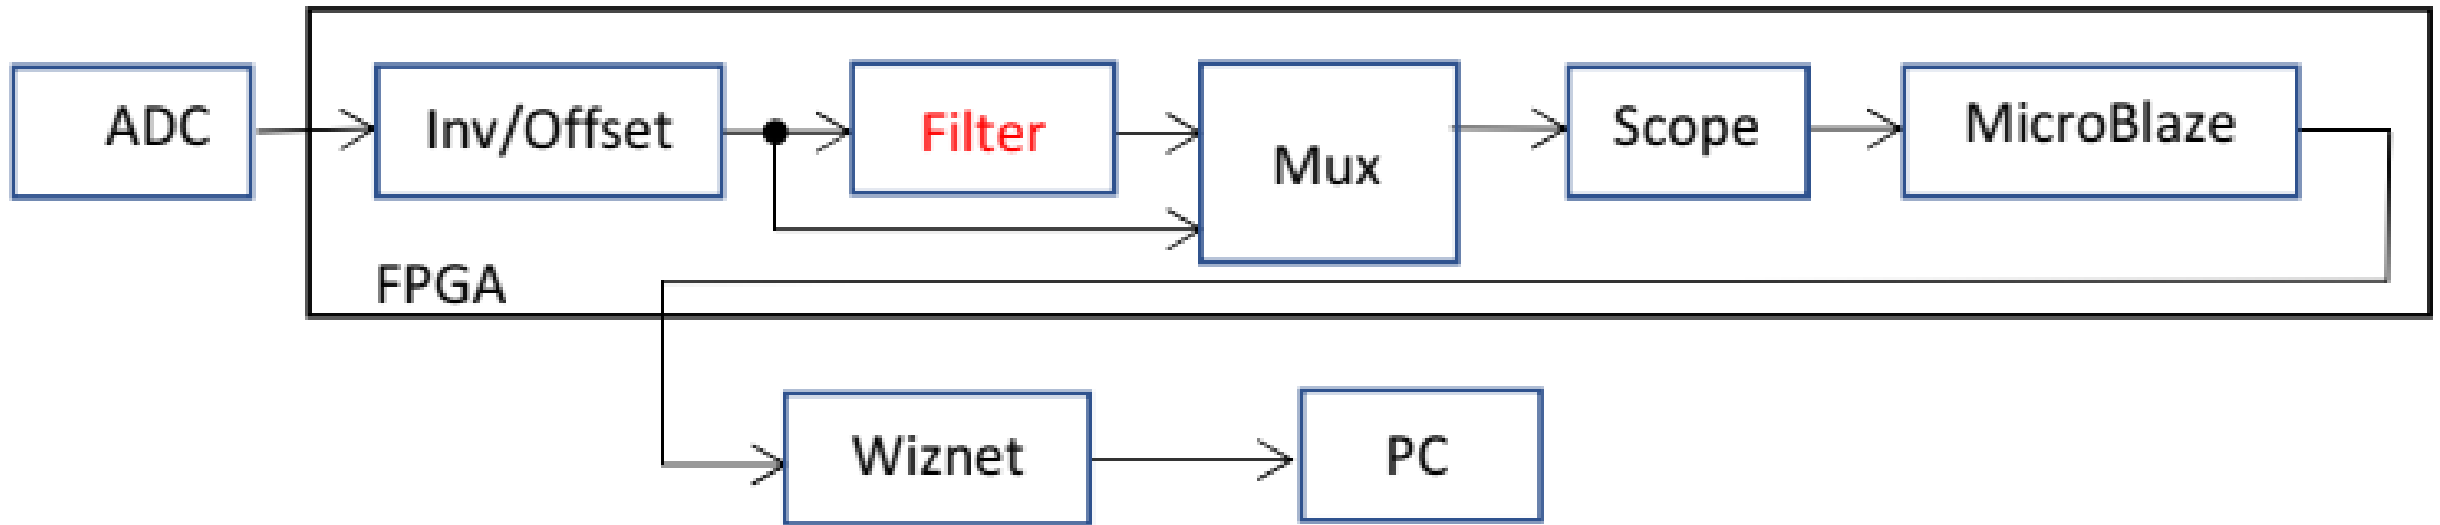 ADC
Inv/Offset
Filter
Mux
Scope
MicroBlaze
FPGA
Wiznet
PC